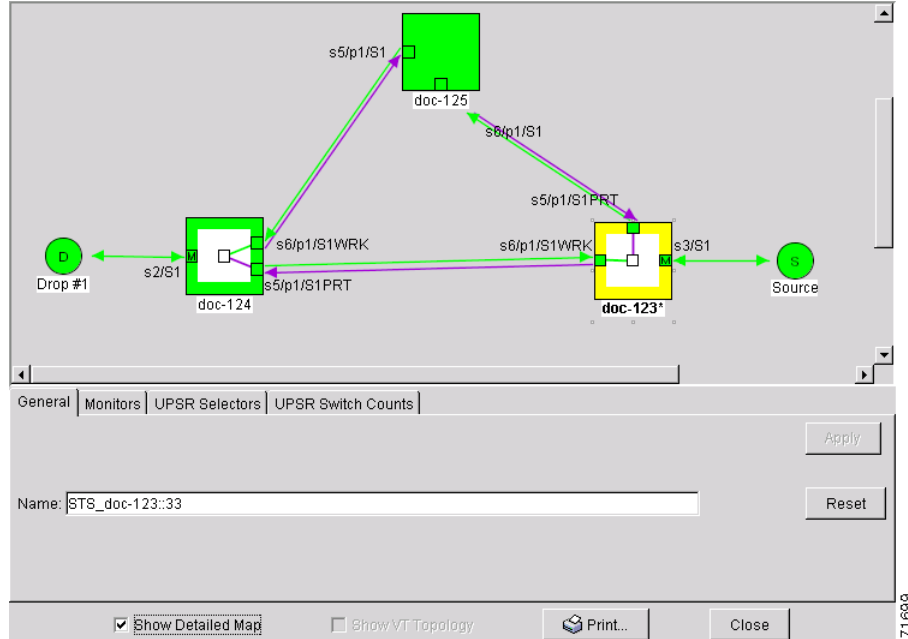 s5/p1/S1
doc-125
s6/p1/S1
s5/p1/S1PRT
s6/p1/S1WRK
s6/p1/S1WRK
s3/S1
M
M
D
S
s2/S1
Drop #1
s5/p1/S1PRT
Source
doc-124
doc-123*
General Monitors UPSR Selectors UPSR Switch Counts
Apply
Name: STS_doc-123::33
Reset
Show Detailed Map Show VT Topology Print... Close
71699